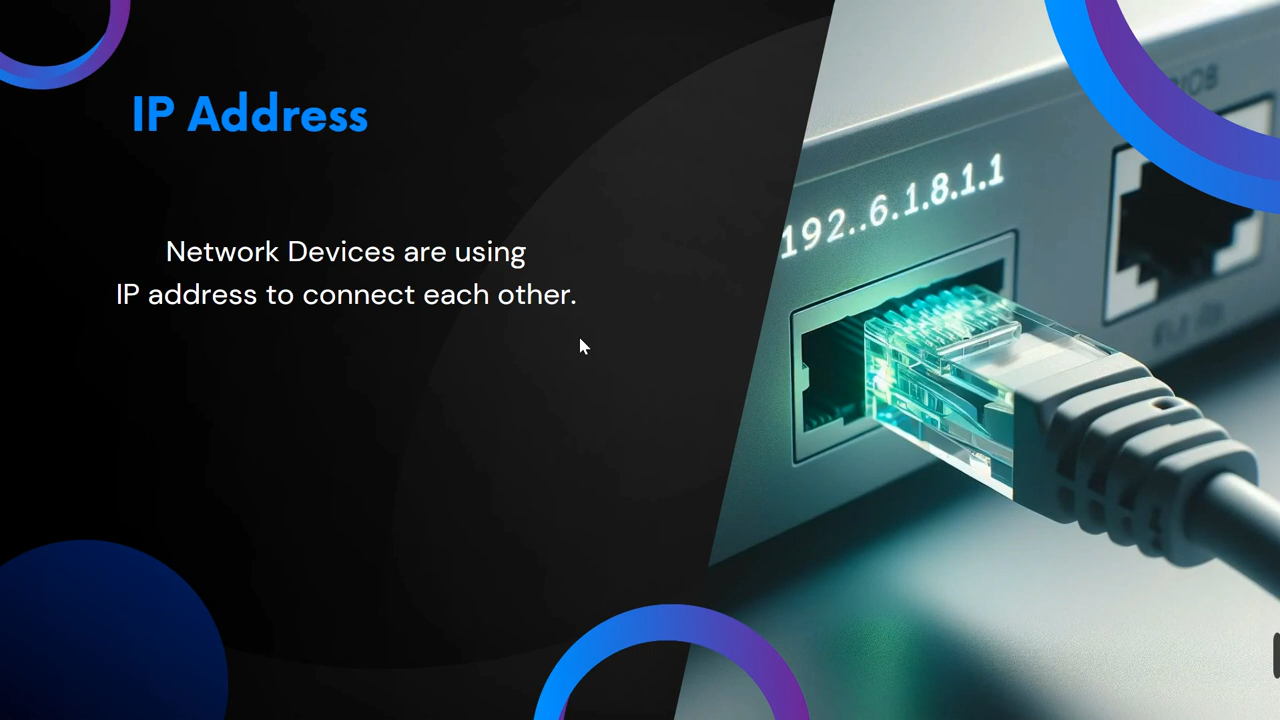 IP Address
Network Devices are using
IP address to connect each other.
192..6.1.8.1.1